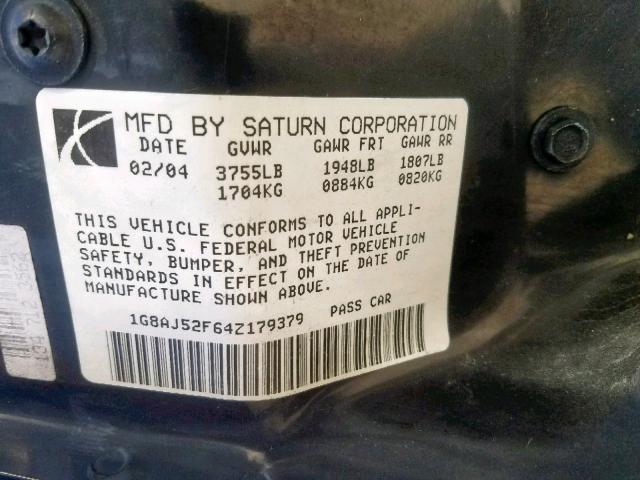 MFD BY SATURN CORPORATION
DATE GVWR GAWR FRT GAWR RR
02/04 3755LB 1948LB 1807LB
1704KG 0884KG 0820KG
THIS VEHICLE CONFORMS TO ALL APPLI-
CABLE U.S. FEDERAL MOTOR VEHICLE
SAFETY, BUMPER, AND THEFT PREVENTION
STANDARDS IN EFFECT ON THE DATE OF
MANUFACTURE SHOWN ABOVE.
1G8AJ52F64Z179379 PASS CAR